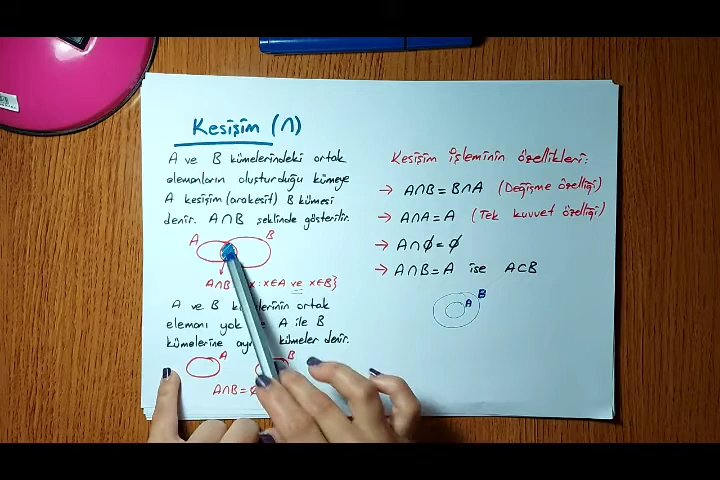 Kesişim (∩)
A ve B kümelerindeki ortak
elemanların oluşturduğu kümeye
A kesişim (arakesit) B kümesi
denir. A∩B şeklinde gösterilir.
A B
A∩B x : x∈A ve x∈B}
A ve B ortak
elemanı yok A ile B
kümelerine kümeler denir.
A B
A∩B = ∅
Kesişim işleminin özellikleri:
→ A∩B = B∩A (Değişme özelliği)
→ A∩A = A (Tek kuvvet özelliği)
→ A∩∅ = ∅
→ A∩B = A ise A⊂B
A B